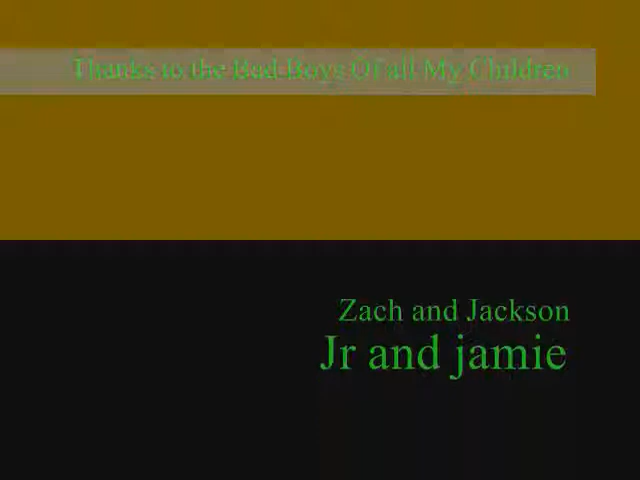 Thanks to the Bad Boys Of all My Children
Zach and Jackson
Jr and jamie